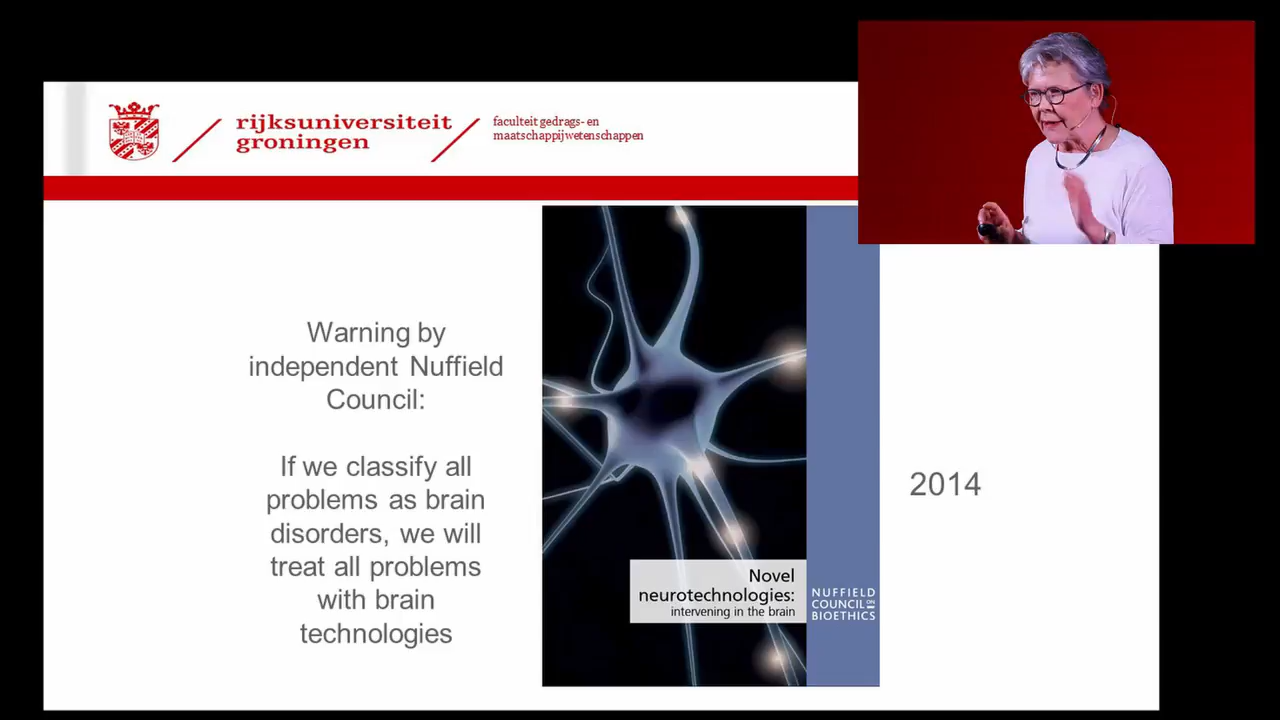 rijksuniversiteit
groningen
faculteit gedrags- en
maatschappijwetenschappen
Warning by
independent Nuffield
Council:
If we classify all
problems as brain
disorders, we will
treat all problems
with brain
technologies
Novel
neurotechnologies:
intervening in the brain
NUFFIELD
COUNCIL ON
BIOETHICS
2014